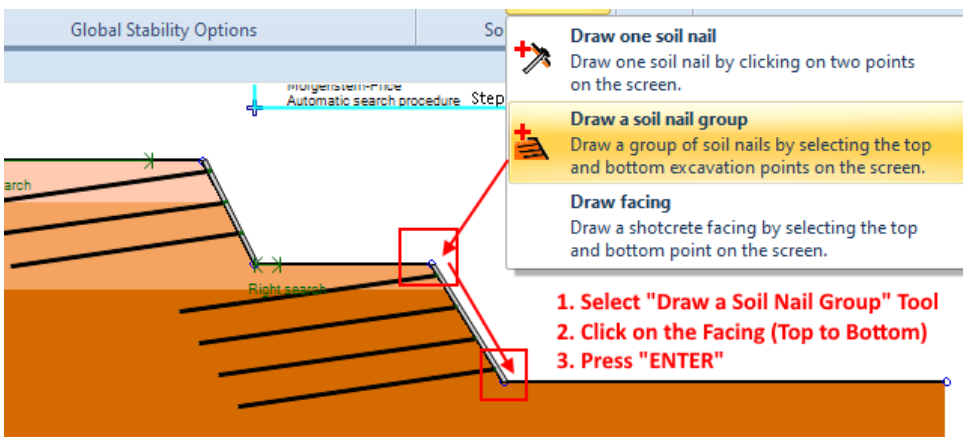 Global Stability Options
So
Draw one soil nail
Draw one soil nail by clicking on two points
on the screen.
Morgenstern-Price
Automatic search procedure Step
Draw a soil nail group
Draw a group of soil nails by selecting the top
and bottom excavation points on the screen.
arch
Draw facing
Draw a shotcrete facing by selecting the top
and bottom point on the screen.
Right search
1. Select "Draw a Soil Nail Group" Tool
2. Click on the Facing (Top to Bottom)
3. Press "ENTER"